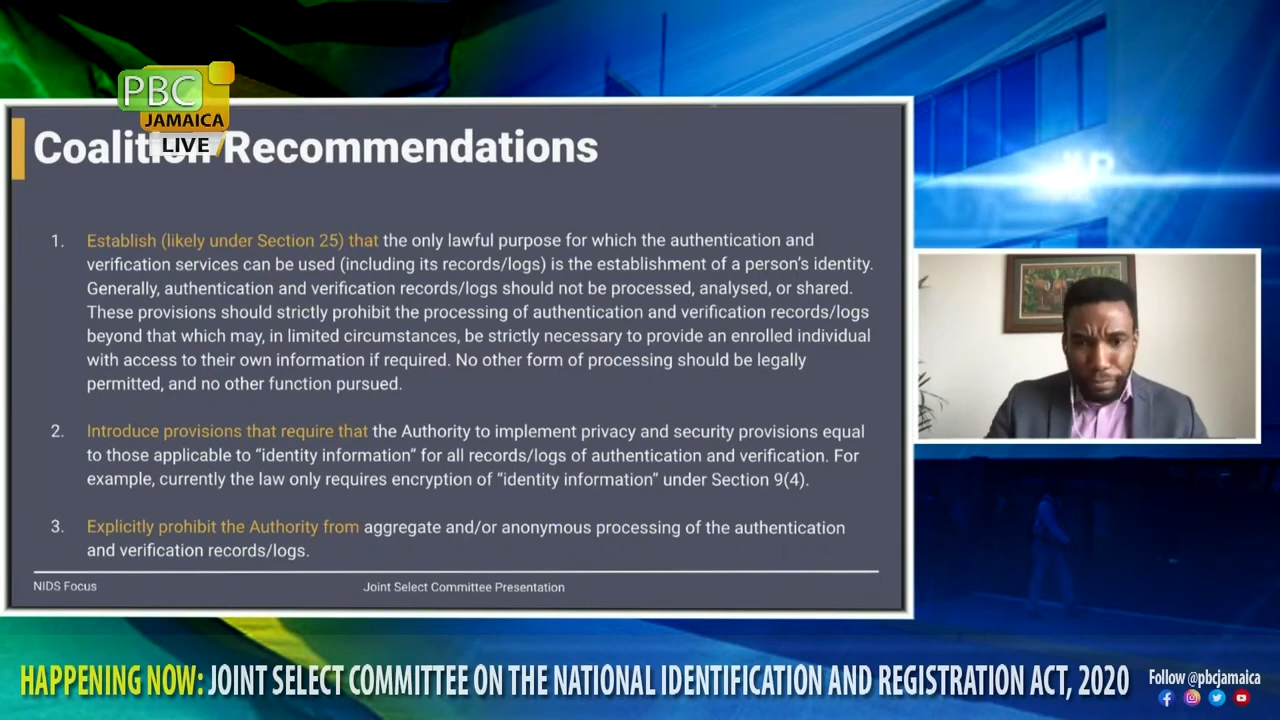 PBC
JAMAICA
LIVE
Coalition Recommendations
1. Establish (likely under Section 25) that the only lawful purpose for which the authentication and
verification services can be used (including its records/logs) is the establishment of a person's identity.
Generally, authentication and verification records/logs should not be processed, analysed, or shared.
These provisions should strictly prohibit the processing of authentication and verification records/logs
beyond that which may, in limited circumstances, be strictly necessary to provide an enrolled individual
with access to their own information if required. No other form of processing should be legally
permitted, and no other function pursued.
2. Introduce provisions that require that the Authority to implement privacy and security provisions equal
to those applicable to “identity information” for all records/logs of authentication and verification. For
example, currently the law only requires encryption of “identity information” under Section 9(4).
3. Explicitly prohibit the Authority from aggregate and/or anonymous processing of the authentication
and verification records/logs.
NIDS Focus
Joint Select Committee Presentation
HAPPENING NOW: JOINT SELECT COMMITTEE ON THE NATIONAL IDENTIFICATION AND REGISTRATION ACT, 2020
Follow @pbcjamaica